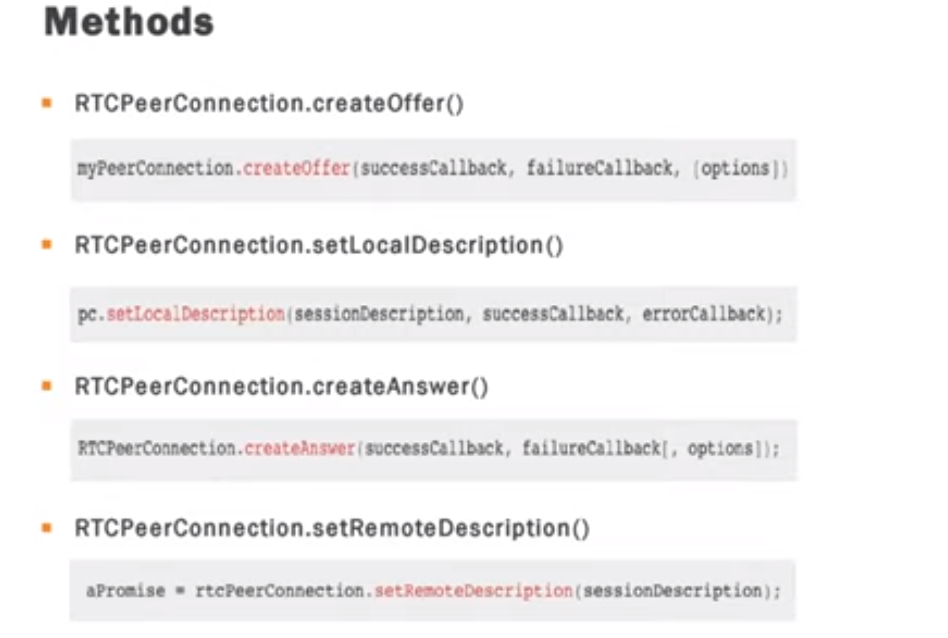 Methods
RTCPeerConnection.createOffer()
myPeerConnection.createOffer(successCallback, failureCallback, [options])
RTCPeerConnection.setLocalDescription()
pc.setLocalDescription(sessionDescription, successCallback, errorCallback);
RTCPeerConnection.createAnswer()
RTCPeerConnection.createAnswer(successCallback, failureCallback[, options]);
RTCPeerConnection.setRemoteDescription()
aPromise = rtcPeerConnection.setRemoteDescription(sessionDescription);